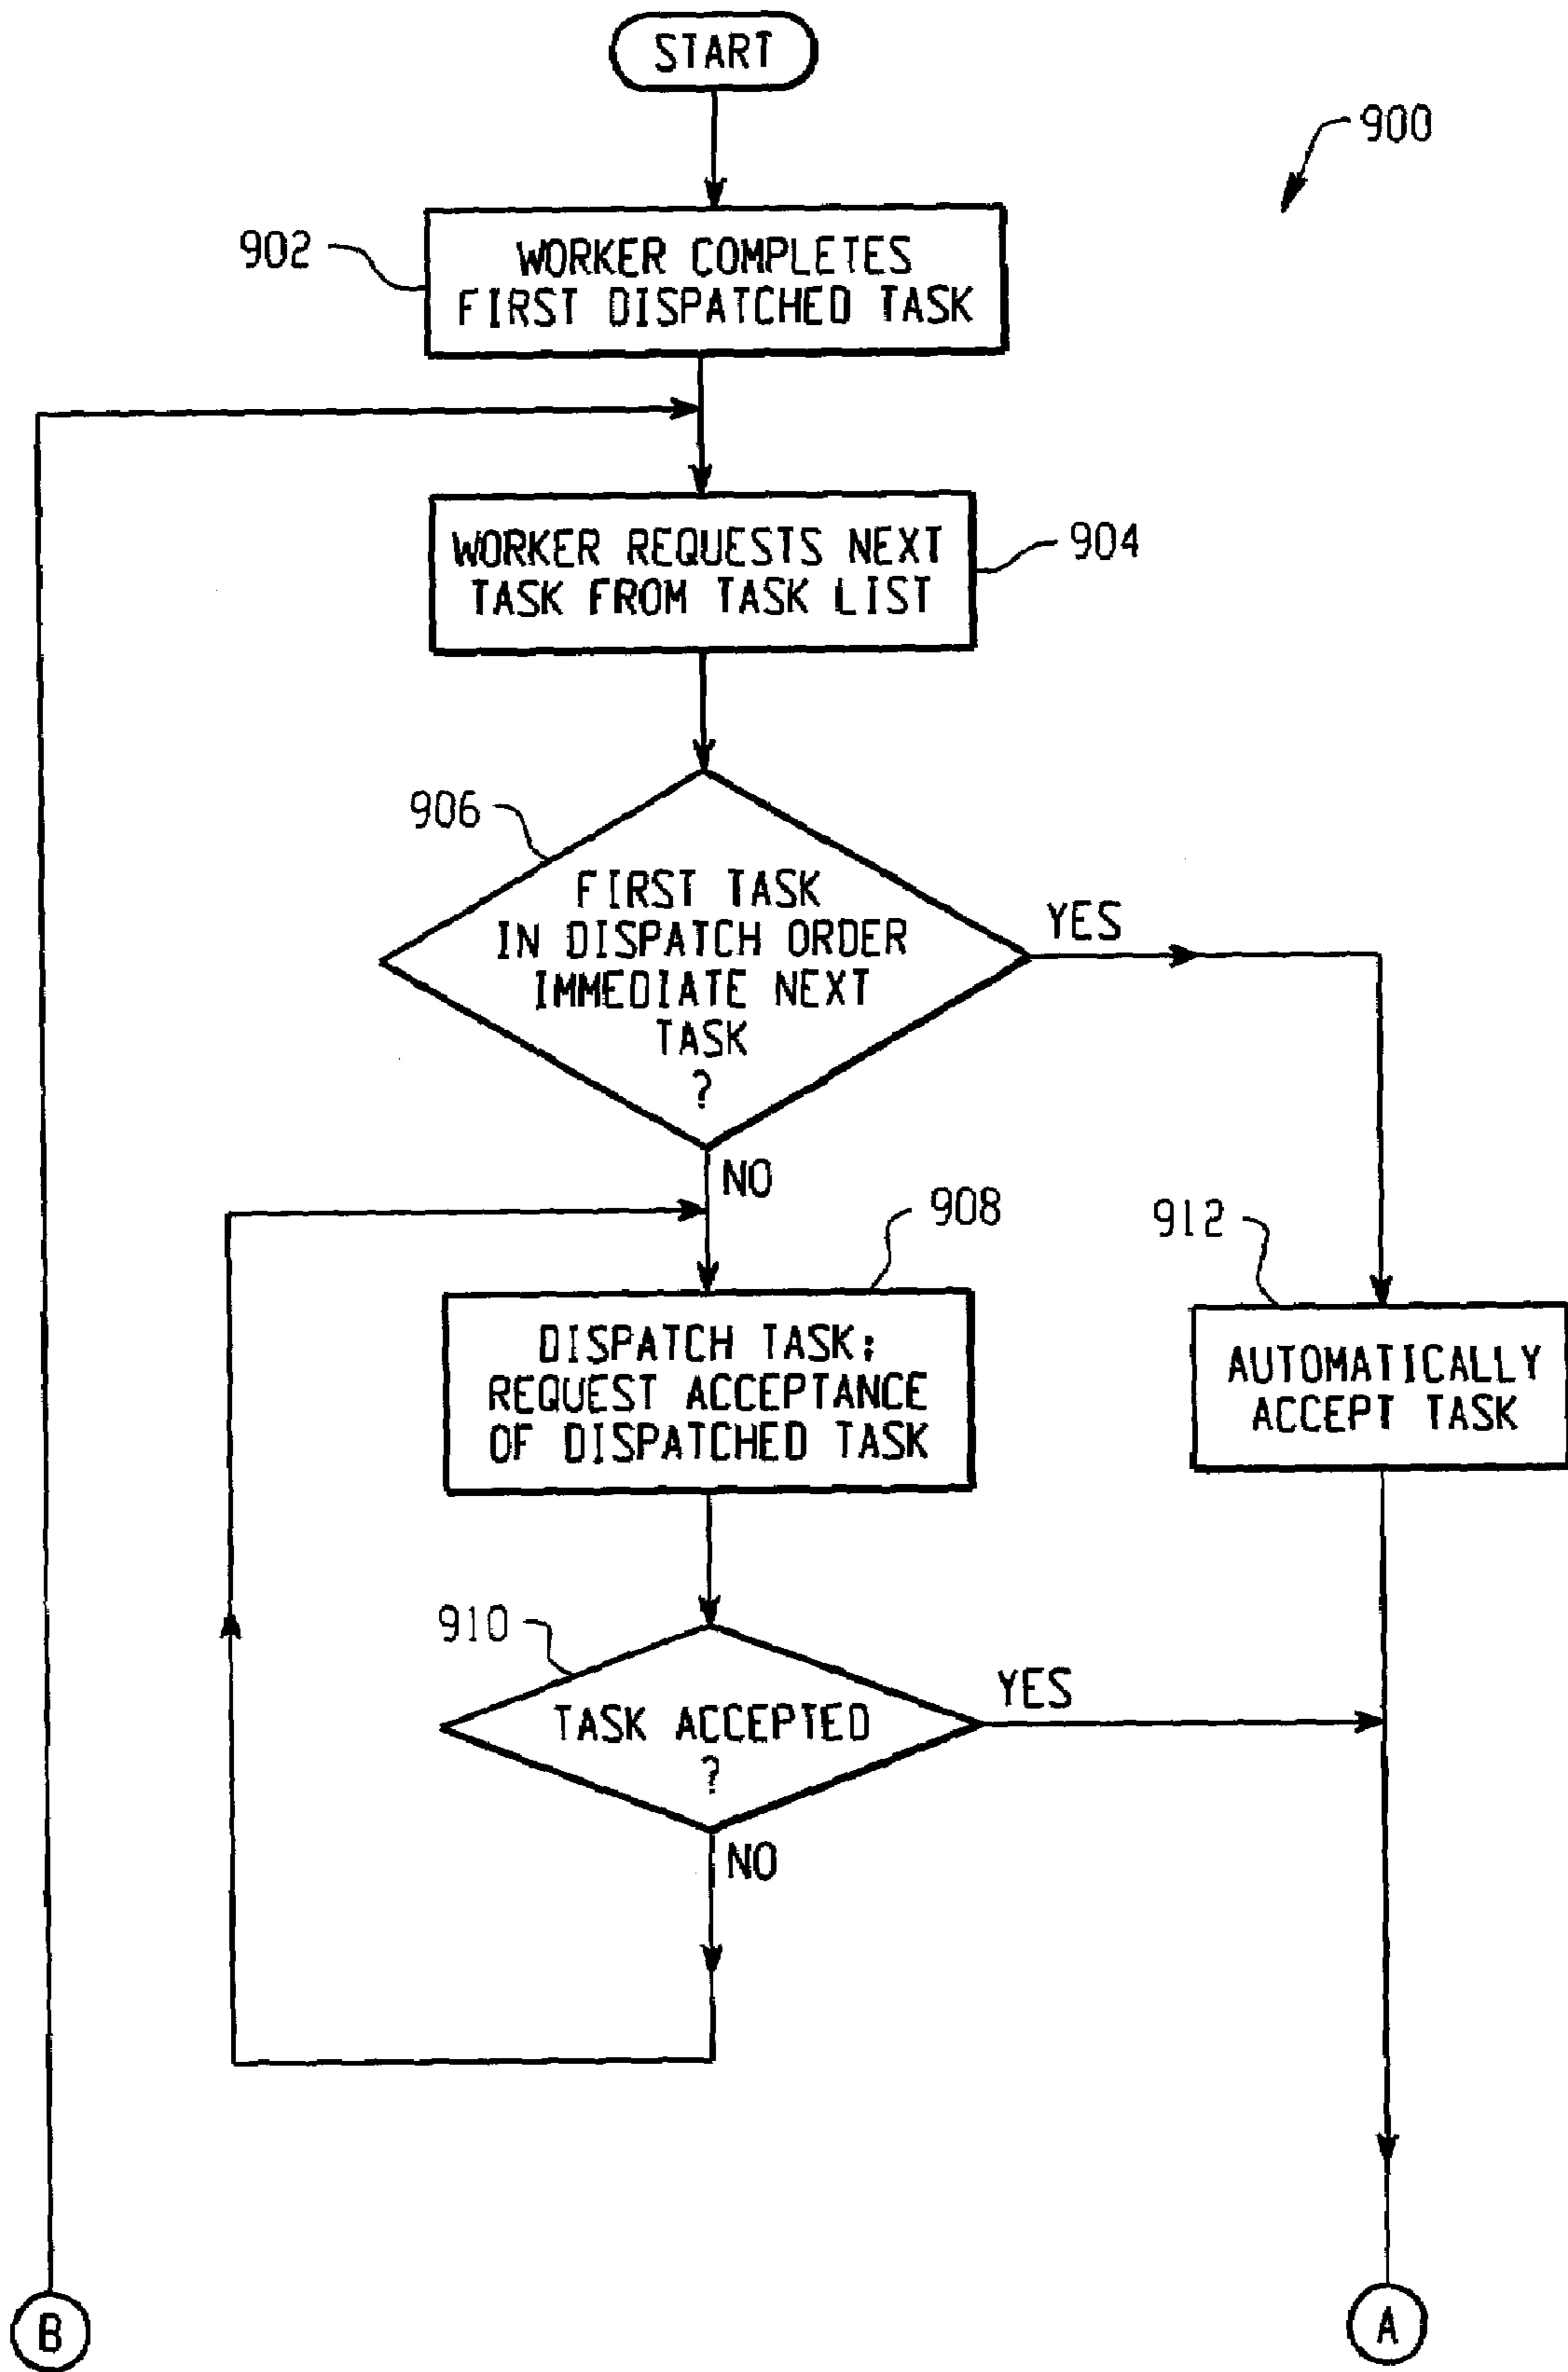 START
900
902
WORKER COMPLETES
FIRST DISPATCHED TASK
WORKER REQUESTS NEXT
TASK FROM TASK LIST
904
906
FIRST TASK
IN DISPATCH ORDER
IMMEDIATE NEXT
TASK
?
YES
NO
908
912
DISPATCH TASK;
REQUEST ACCEPTANCE
OF DISPATCHED TASK
AUTOMATICALLY
ACCEPT TASK
910
TASK ACCEPTED
?
YES
NO
B
A